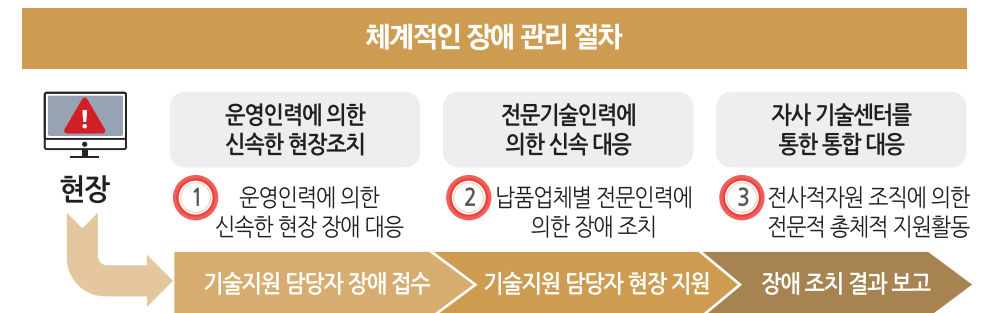 체계적인 장애 관리 절차
현장
운영인력에 의한
신속한 현장조치
전문기술인력에
의한 신속 대응
자사 기술센터를
통한 통합 대응
1
운영인력에 의한
신속한 현장 장애 대응
2
납품업체별 전문인력에
의한 장애 조치
3
전사적자원 조직에 의한
전문적 총체적 지원활동
기술지원 담당자 장애 접수
기술지원 담당자 현장 지원
장애 조치 결과 보고